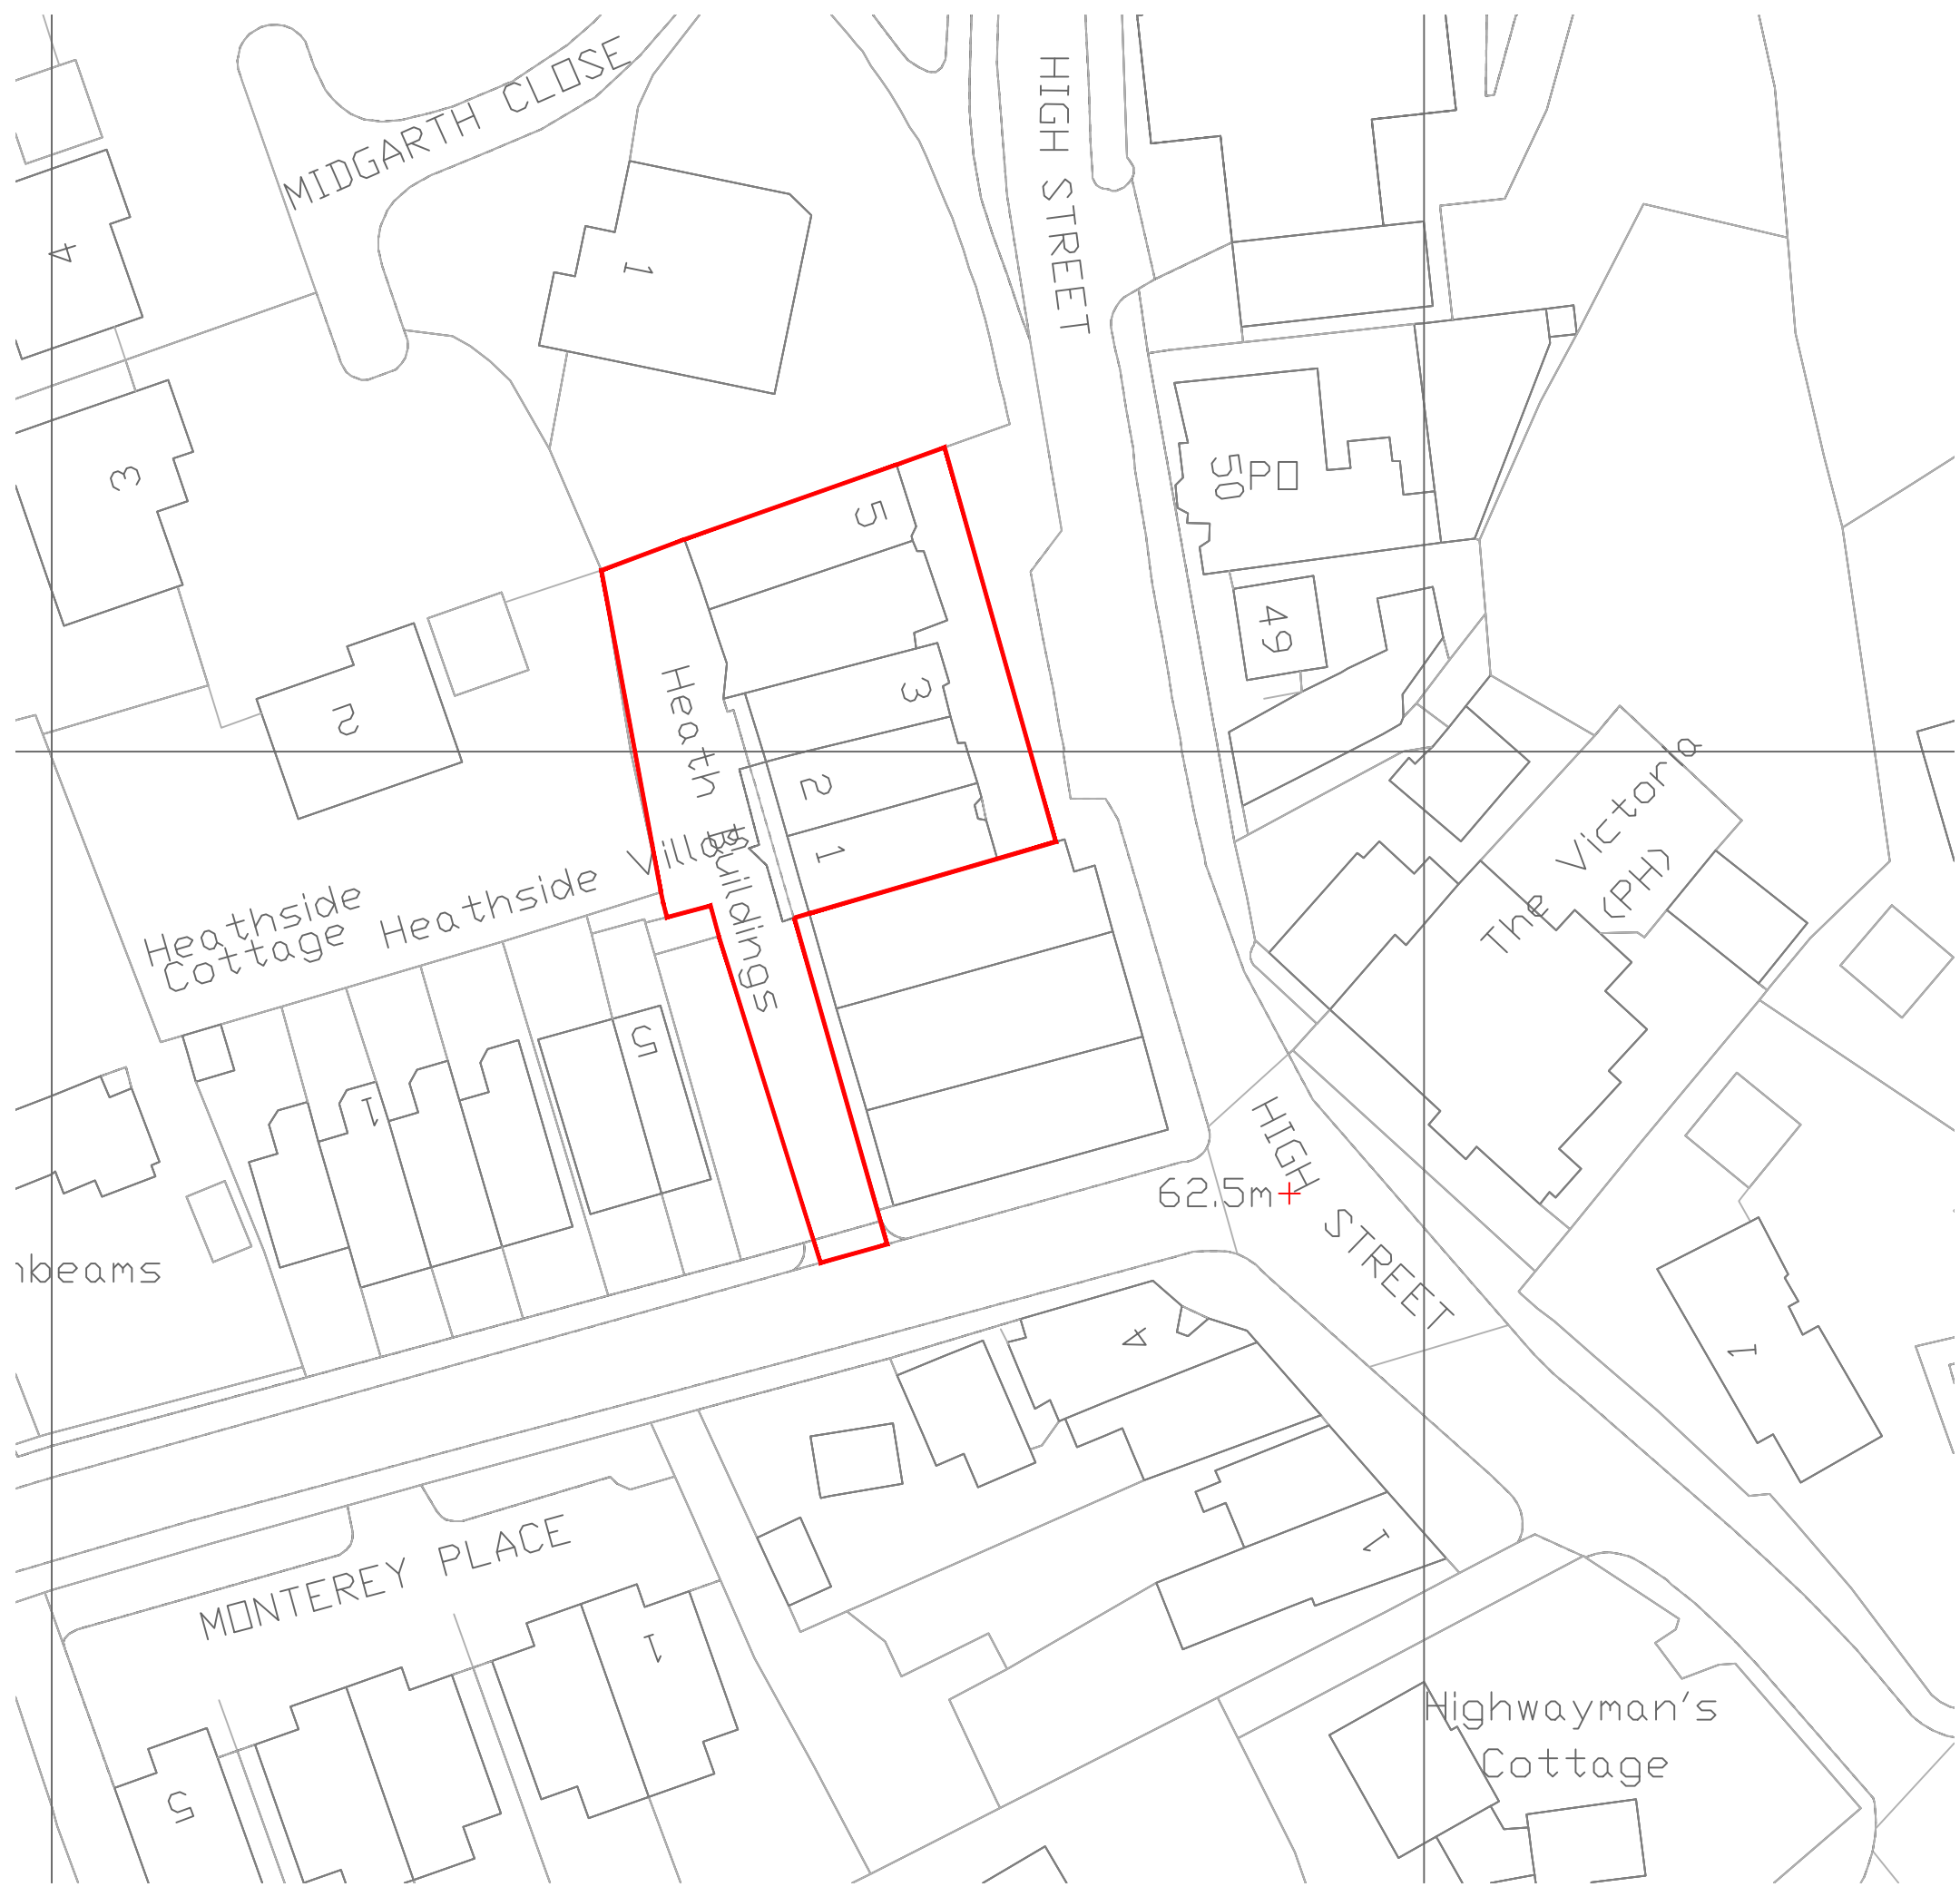 MIDGARTH CLOSE
HIGH STREET
4
1
3
5
50
PO
49
3
2
2
1
Heath
Villas
Buildings
Heathside
Cottage
Heathside
The Victoria
(PH)
5
1
HIGH STREET
62.5m
4
1
1
MONTEREY PLACE
1
5
Highwayman's
Cottage